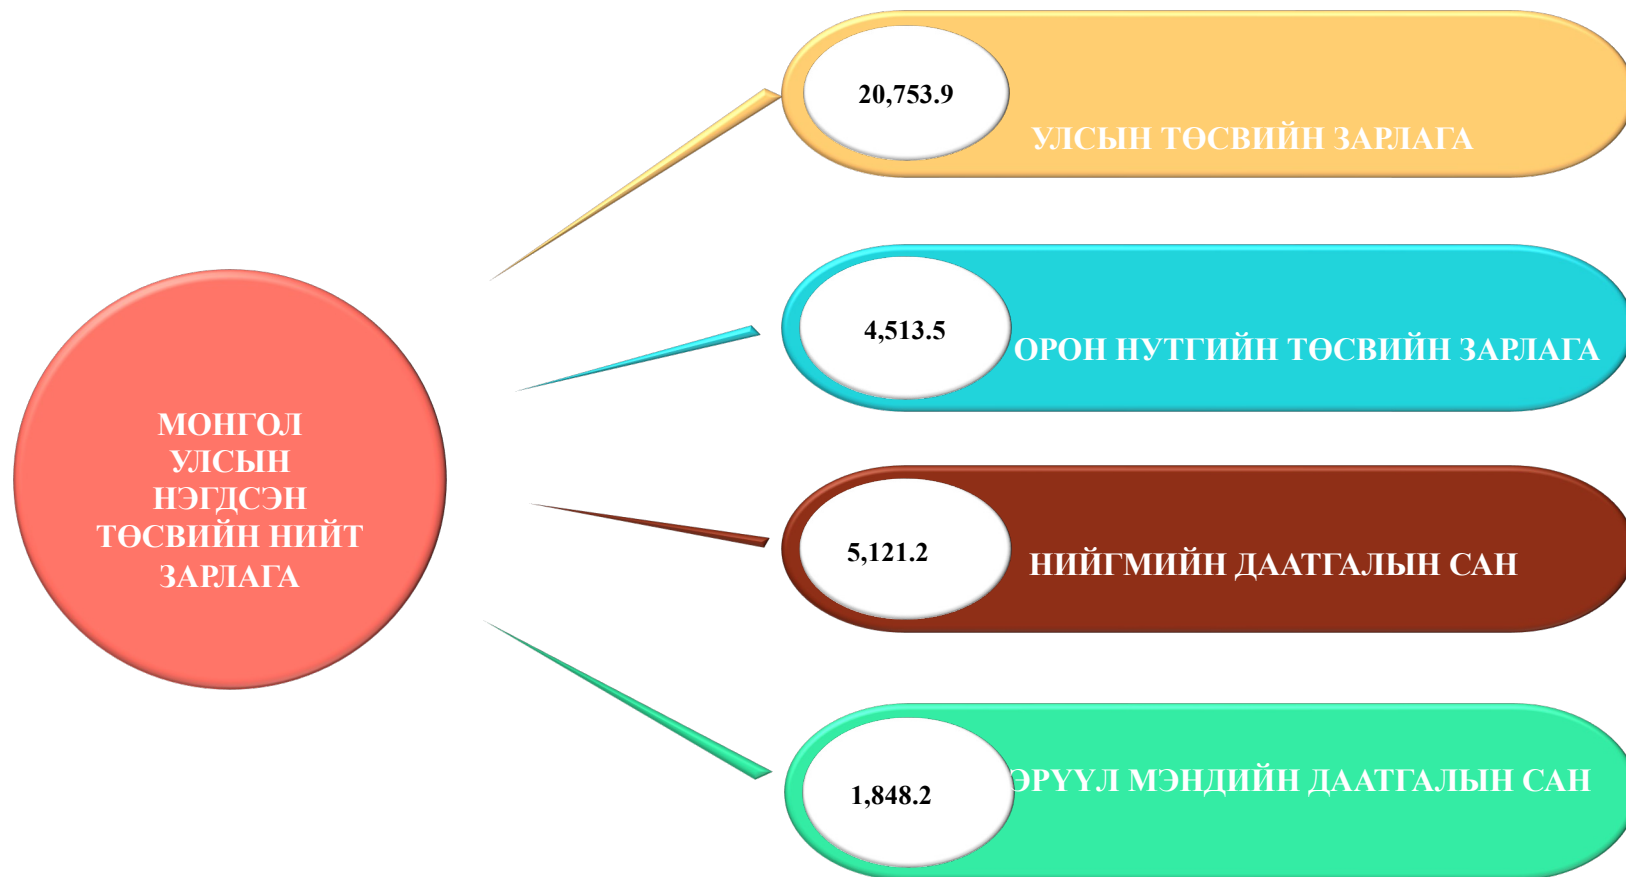 МОНГОЛ
УЛСЫН
НЭГДСЭН
ТӨСВИЙН НИЙТ
ЗАРЛАГА
20,753.9
УЛСЫН ТӨСВИЙН ЗАРЛАГА
4,513.5
ОРОН НУТГИЙН ТӨСВИЙН ЗАРЛАГА
5,121.2
НИЙГМИЙН ДААТГАЛЫН САН
1,848.2
ЭРҮҮЛ МЭНДИЙН ДААТГАЛЫН САН